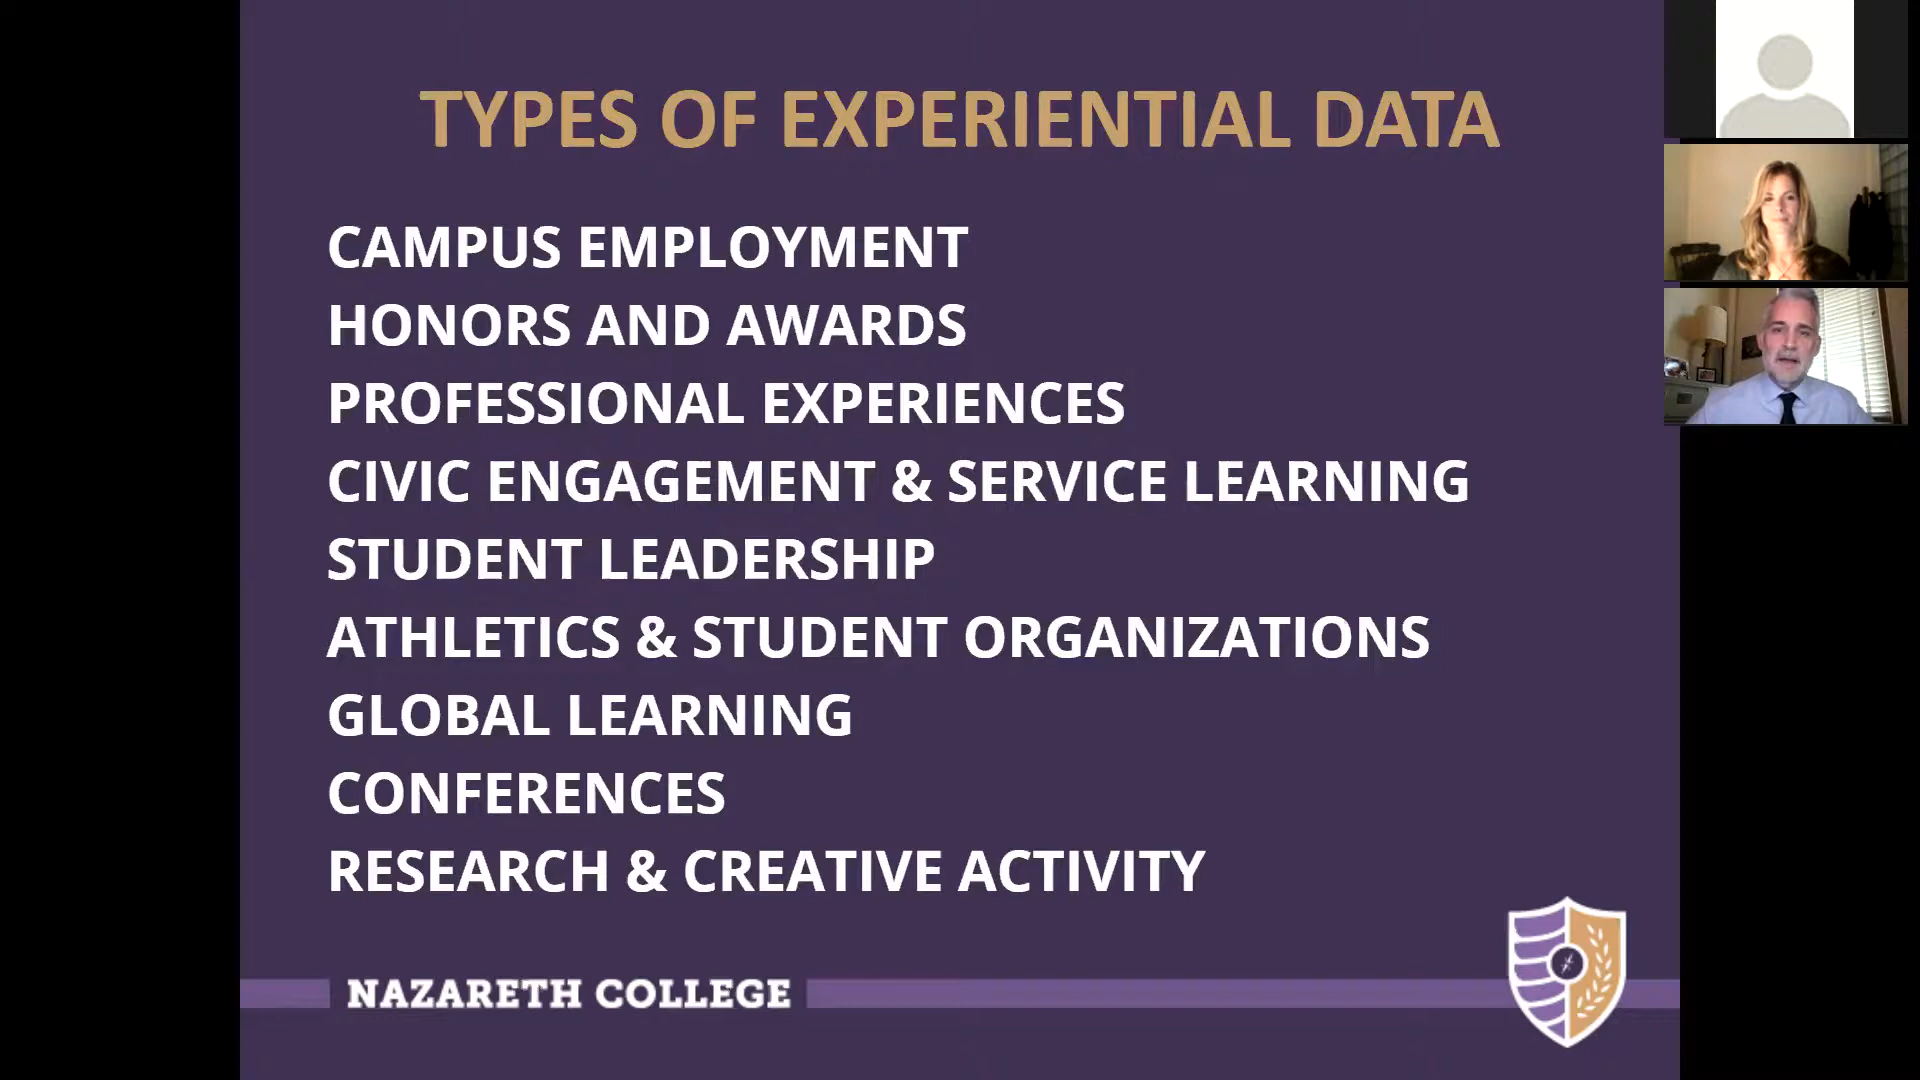 TYPES OF EXPERIENTIAL DATA
CAMPUS EMPLOYMENT
HONORS AND AWARDS
PROFESSIONAL EXPERIENCES
CIVIC ENGAGEMENT & SERVICE LEARNING
STUDENT LEADERSHIP
ATHLETICS & STUDENT ORGANIZATIONS
GLOBAL LEARNING
CONFERENCES
RESEARCH & CREATIVE ACTIVITY
NAZARETH COLLEGE